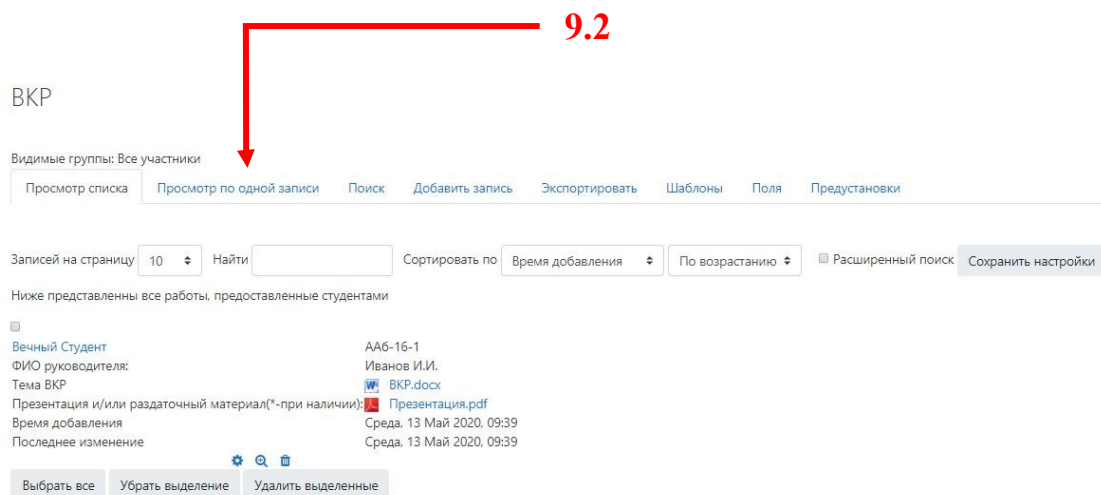 9.2
ВКР
Видимые группы: Все участники
Просмотр списка Просмотр по одной записи Поиск Добавить запись Экспортировать Шаблоны Поля Предустановки
Записей на страницу 10 Найти Сортировать по Время добавления По возрастанию Расширенный поиск Сохранить настройки
Ниже представленны все работы, предоставленные студентами
Вечный Студент ААб-16-1
ФИО руководителя: Иванов И.И.
Тема ВКР ВКР.docx
Презентация и/или раздаточный материал(*-при наличии): Презентация.pdf
Время добавления Среда, 13 Май 2020, 09:39
Последнее изменение Среда, 13 Май 2020, 09:39
Выбрать все Убрать выделение Удалить выделенные